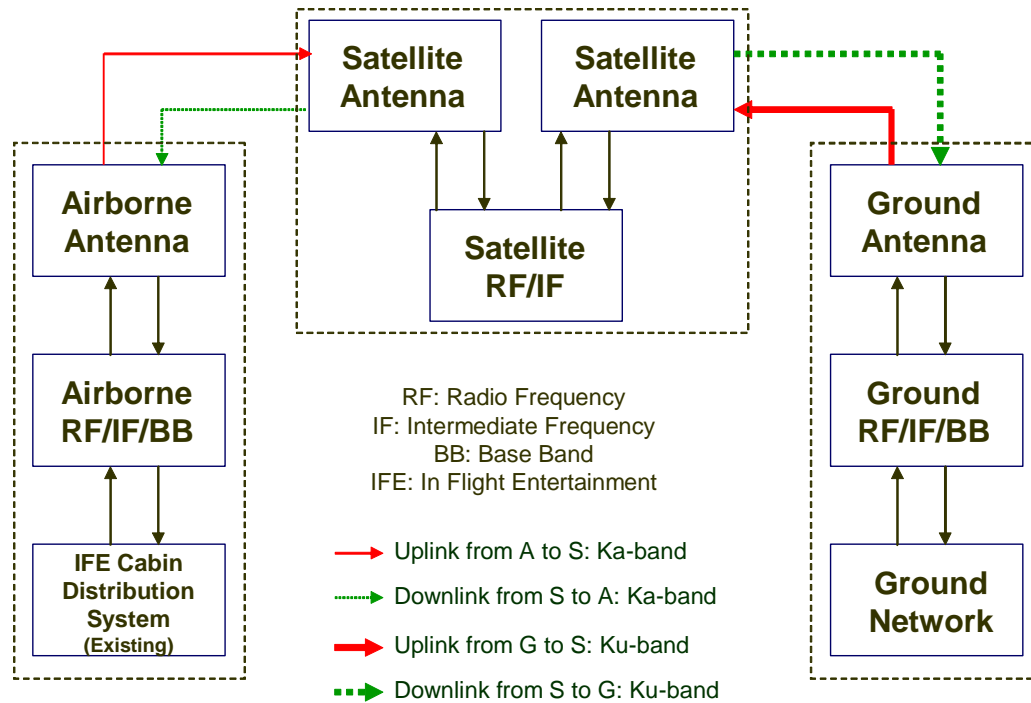 Satellite
Antenna
Satellite
Antenna
Satellite
RF/IF
Airborne
Antenna
Airborne
RF/IF/BB
IFE Cabin
Distribution
System
(Existing)
Ground
Antenna
Ground
RF/IF/BB
Ground
Network
RF: Radio Frequency
IF: Intermediate Frequency
BB: Base Band
IFE: In Flight Entertainment
Uplink from A to S: Ka-band
Downlink from S to A: Ka-band
Uplink from G to S: Ku-band
Downlink from S to G: Ku-band